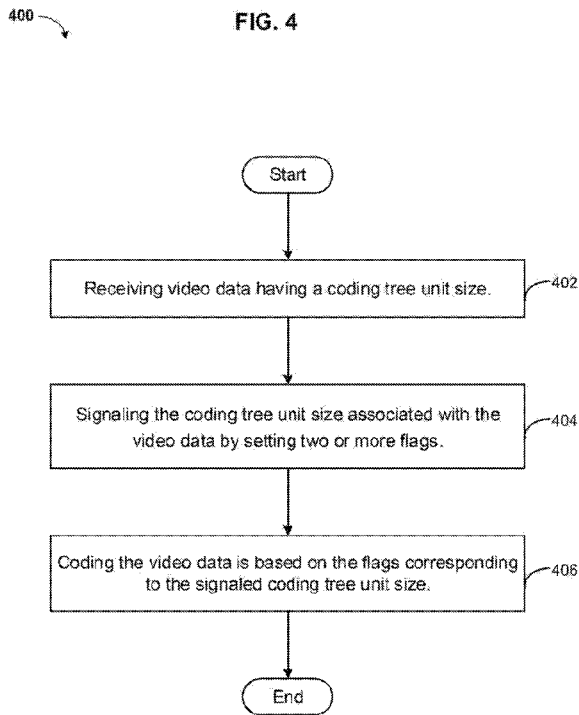 400
FIG. 4
Start
Receiving video data having a coding tree unit size.
402
Signaling the coding tree unit size associated with the
video data by setting two or more flags.
404
Coding the video data is based on the flags corresponding
to the signaled coding tree unit size.
406
End